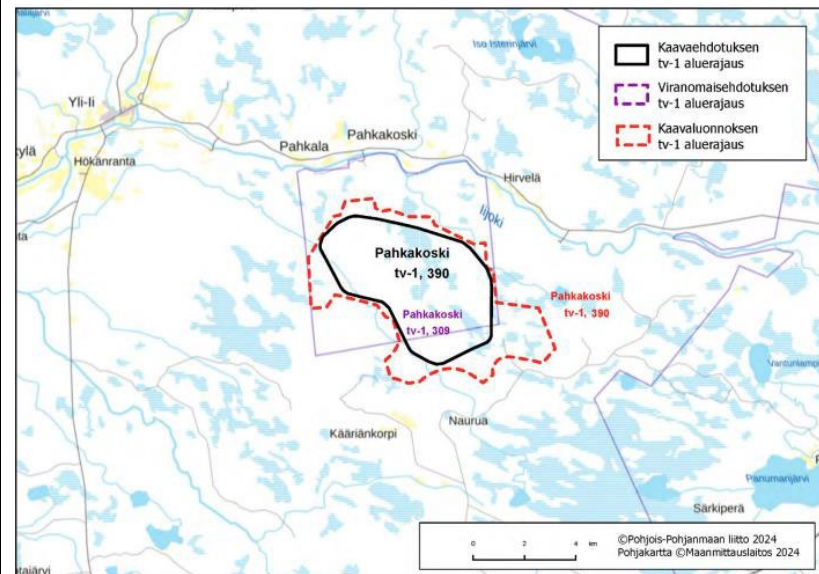 Iso Isterinjärvi
Yli-Ii
Pahkakoski
Pahkala
Hökänranta
Hirvelä
Iijoki
Pahkakoski
tv-1, 390
Pahkakoski
tv-1, 390
Pahkakoski
tv-1, 309
Kääriänkorpi
Naurua
Särkiperä
Panumanjärvi
Kaavaehdotuksen
tv-1 aluerajaus
Viranomaisehdotuksen
tv-1 aluerajaus
Kaavaluonnoksen
tv-1 aluerajaus
0 2 4 km
©Pohjois-Pohjanmaan liitto 2024
Pohjakartta ©Maanmittauslaitos 2024